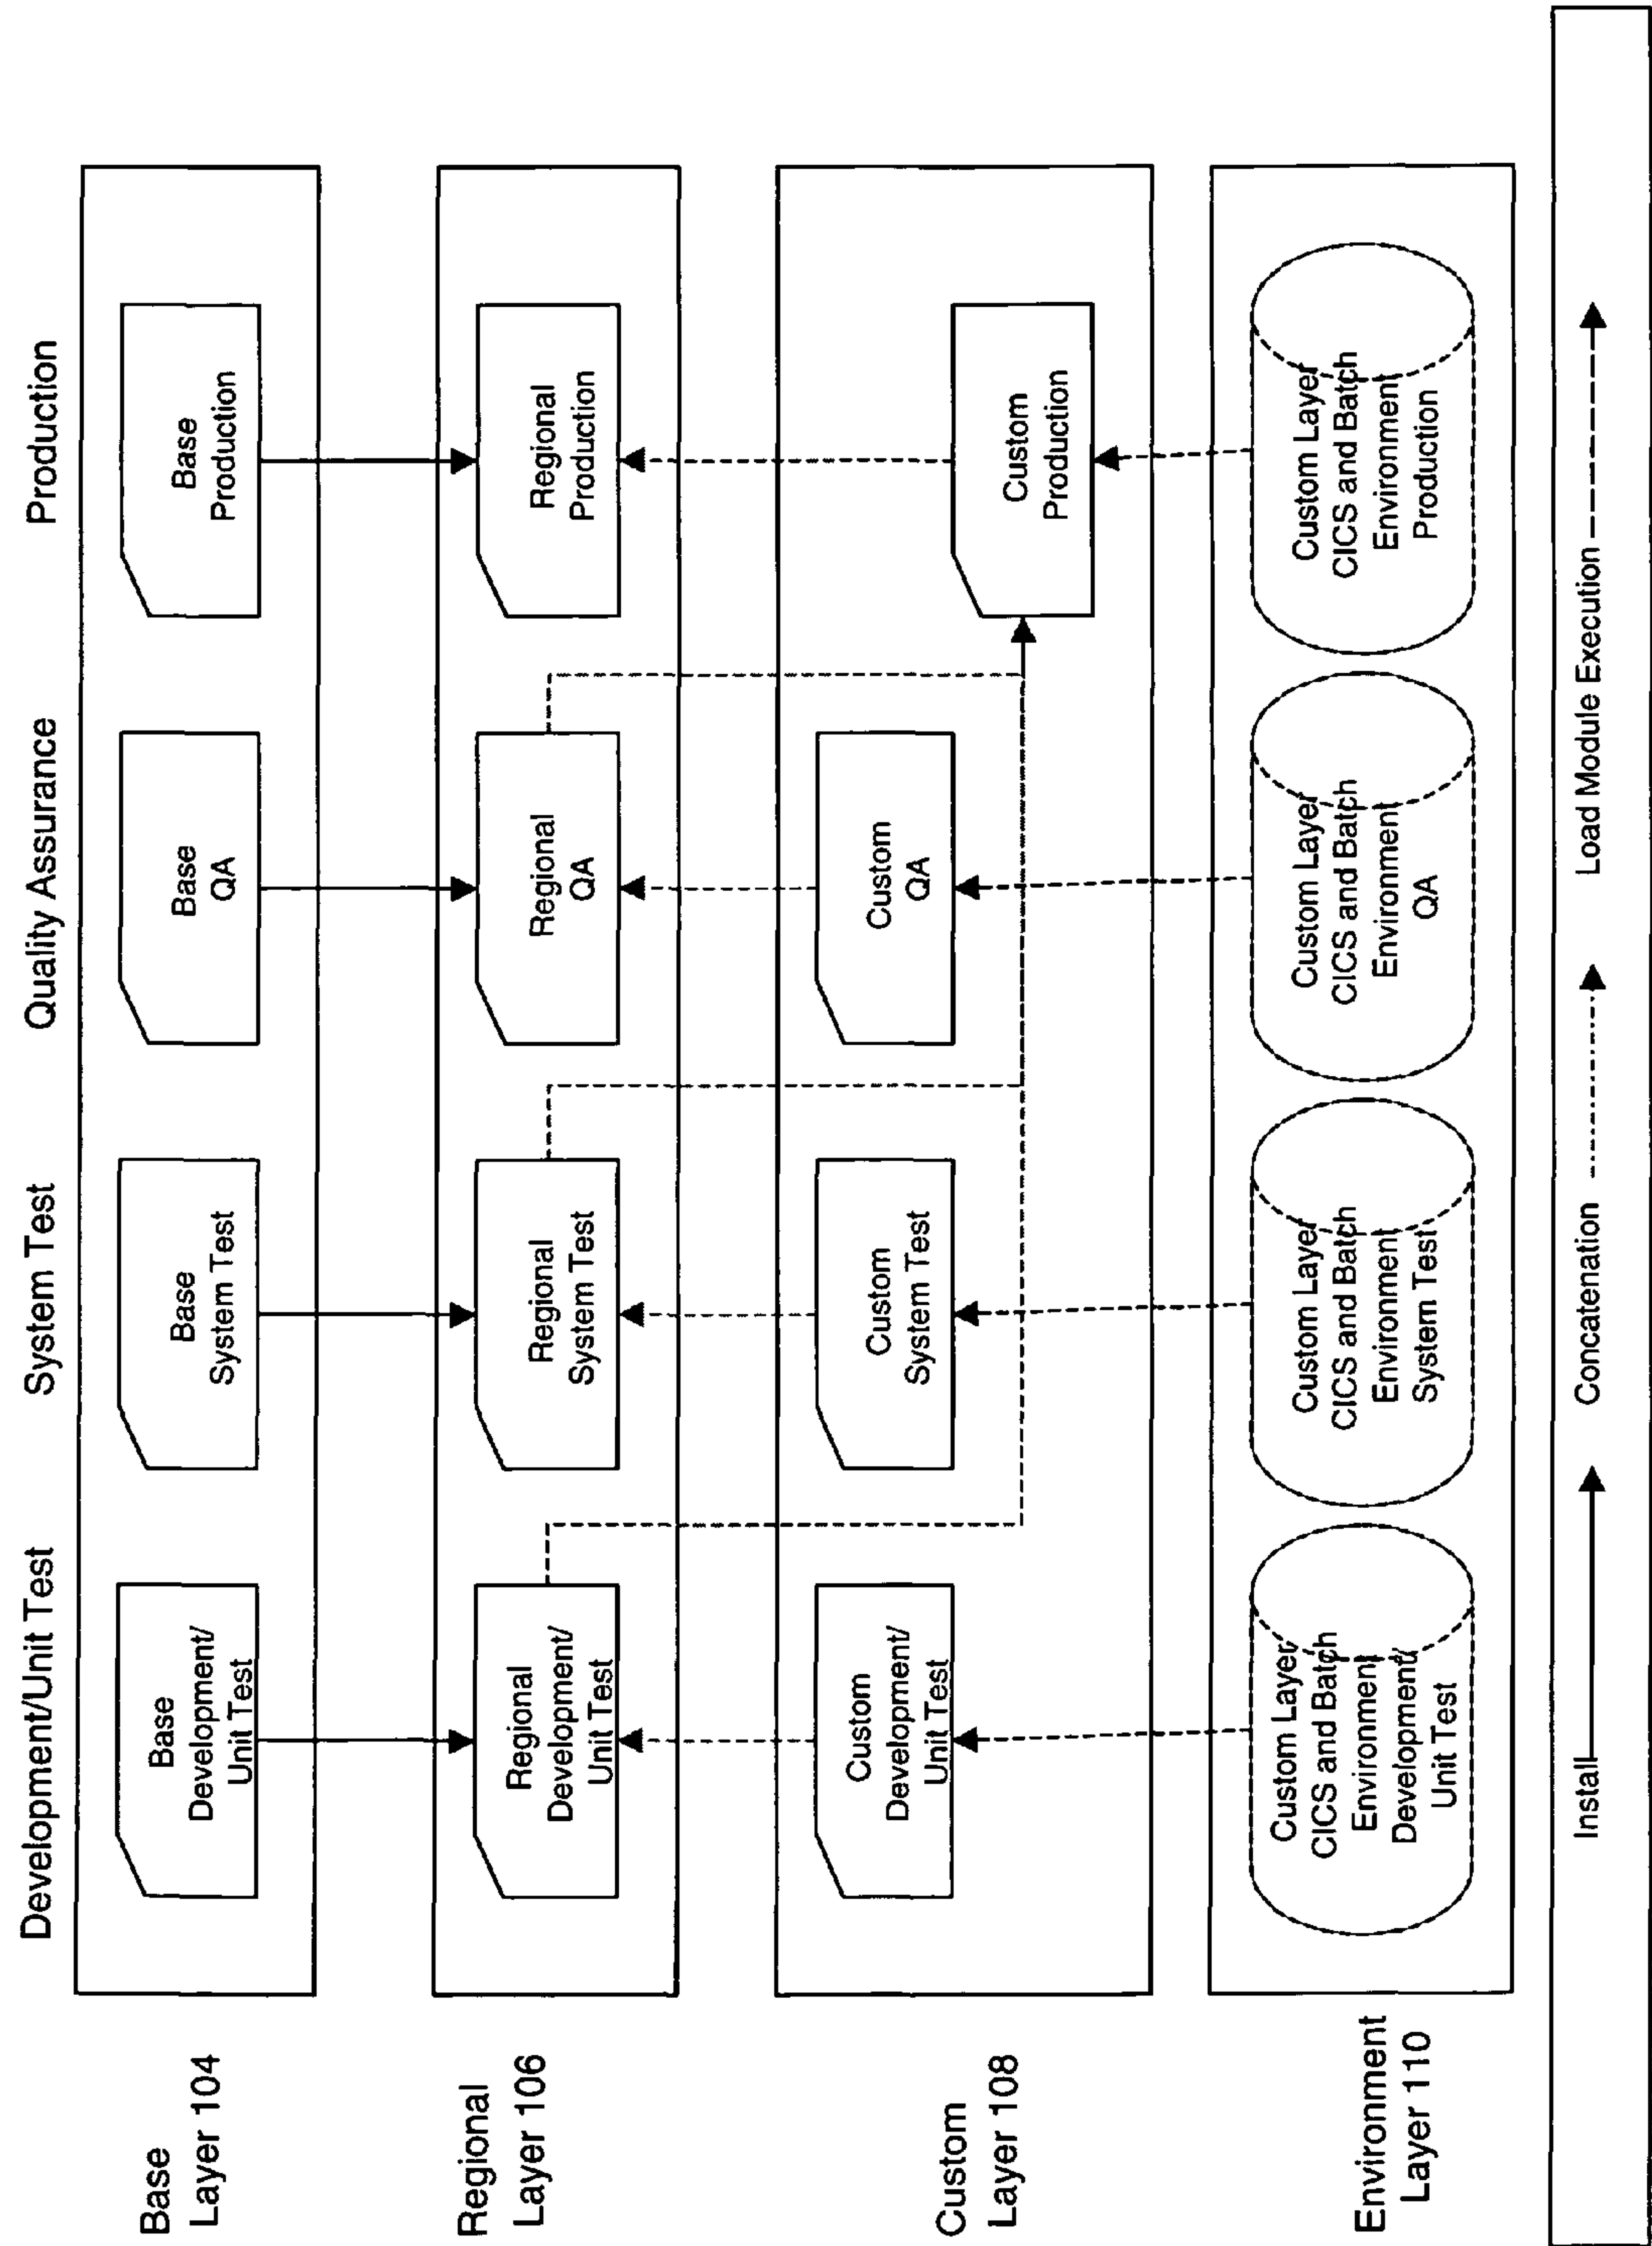 Development/Unit Test
System Test
Quality Assurance
Production
Base
Layer 104
Base
Development/
Unit Test
Base
System Test
Base
QA
Base
Production
Regional
Layer 106
Regional
Development/
Unit Test
Regional
System Test
Regional
QA
Regional
Production
Custom
Layer 108
Custom
Development/
Unit Test
Custom
System Test
Custom
QA
Custom
Production
Environment
Layer 110
Custom Layer
CICS and Batch
Environment
Development/
Unit Test
Custom Layer
CICS and Batch
Environment
System Test
Custom Layer
CICS and Batch
Environment
QA
Custom Layer
CICS and Batch
Environment
Production
Install
Concatenation
Load Module Execution